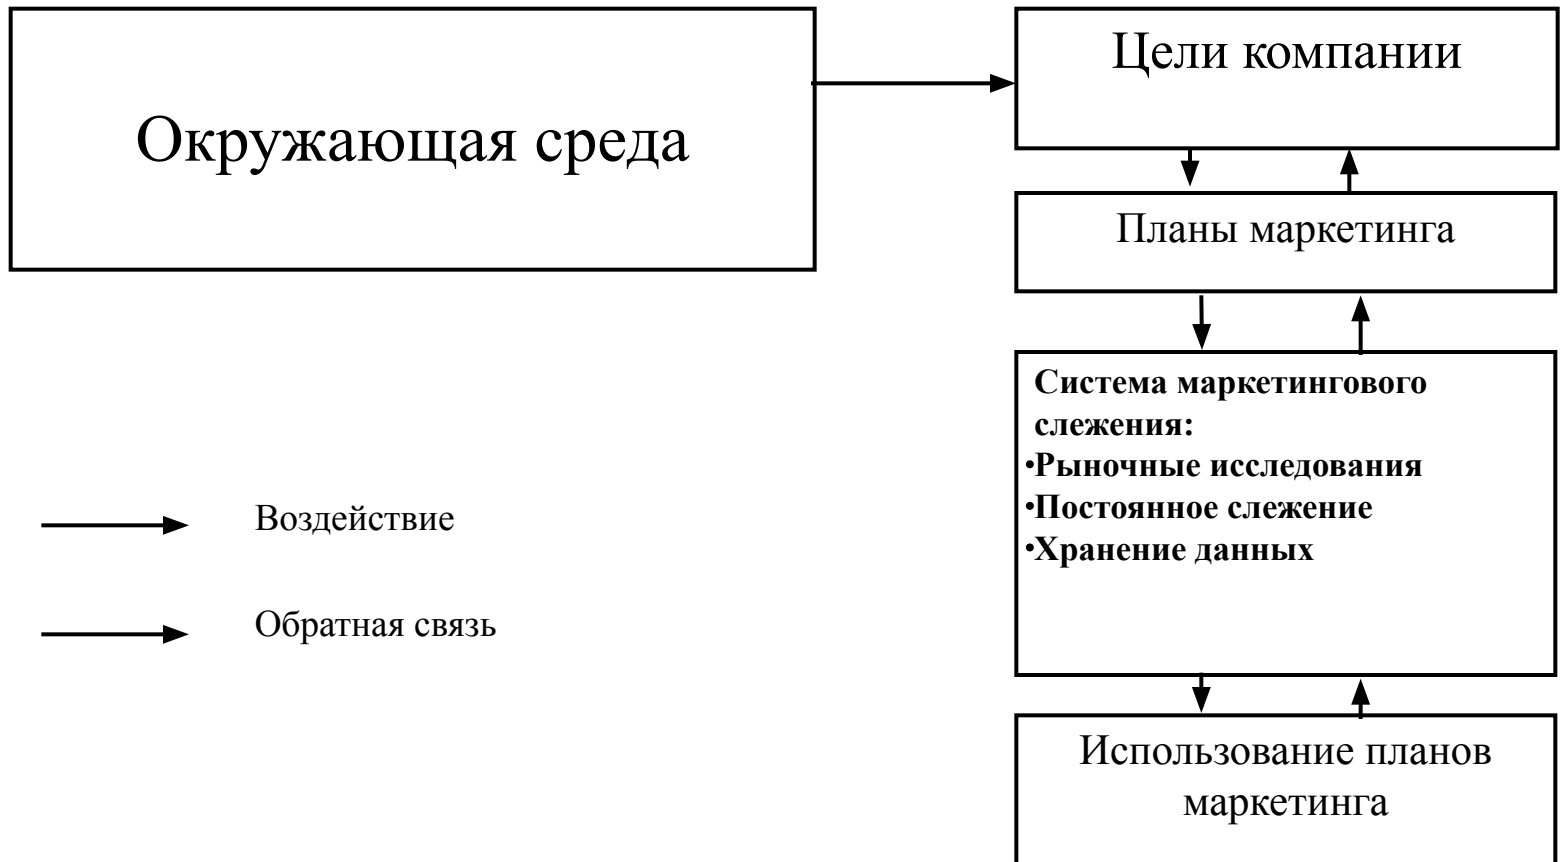 Окружающая среда
Цели компании
Планы маркетинга
Система маркетингового
слежения:
•Рыночные исследования
•Постоянное слежение
•Хранение данных
Воздействие
Обратная связь
Использование планов
маркетинга